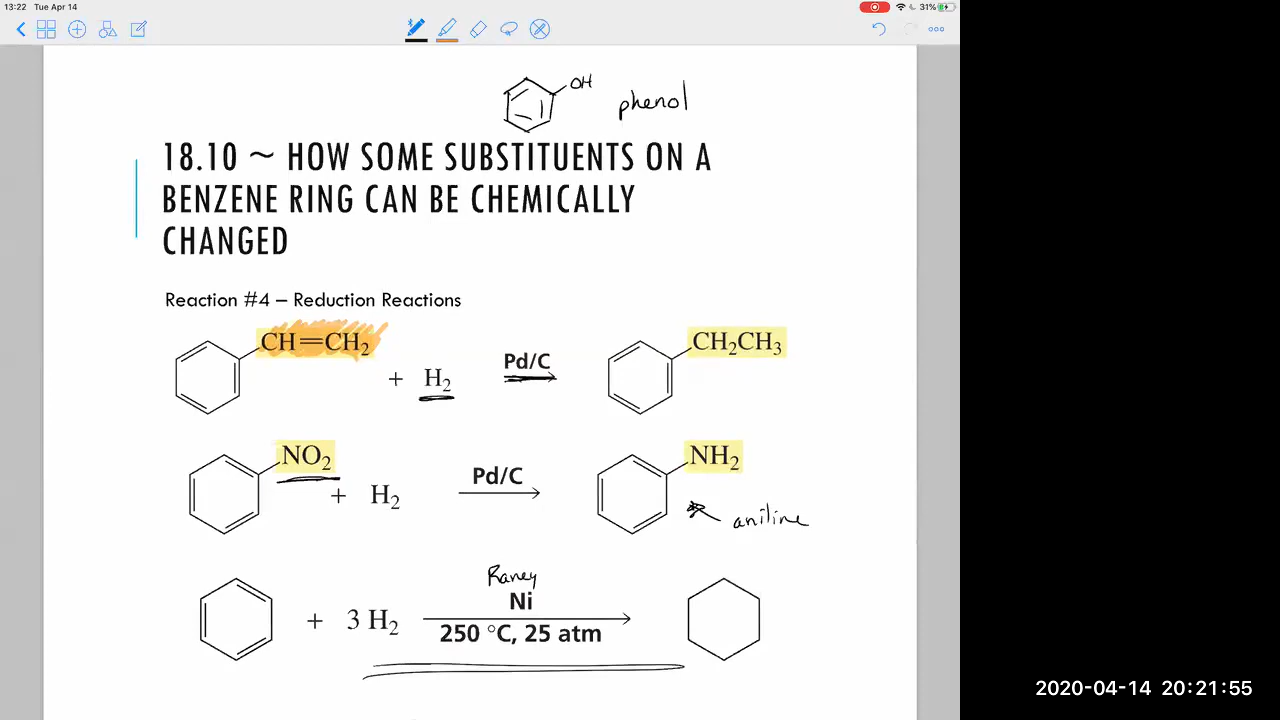 13:22 Tue Apr 14
31%
OH
phenol
18.10 ~ HOW SOME SUBSTITUENTS ON A
BENZENE RING CAN BE CHEMICALLY
CHANGED
Reaction #4 – Reduction Reactions
CH=CH₂ + H₂ Pd/C CH₂CH₃
NO₂ + H₂ Pd/C NH₂
aniline
Raney
+ 3 H₂ Ni
250 °C, 25 atm
2020-04-14 20:21:55